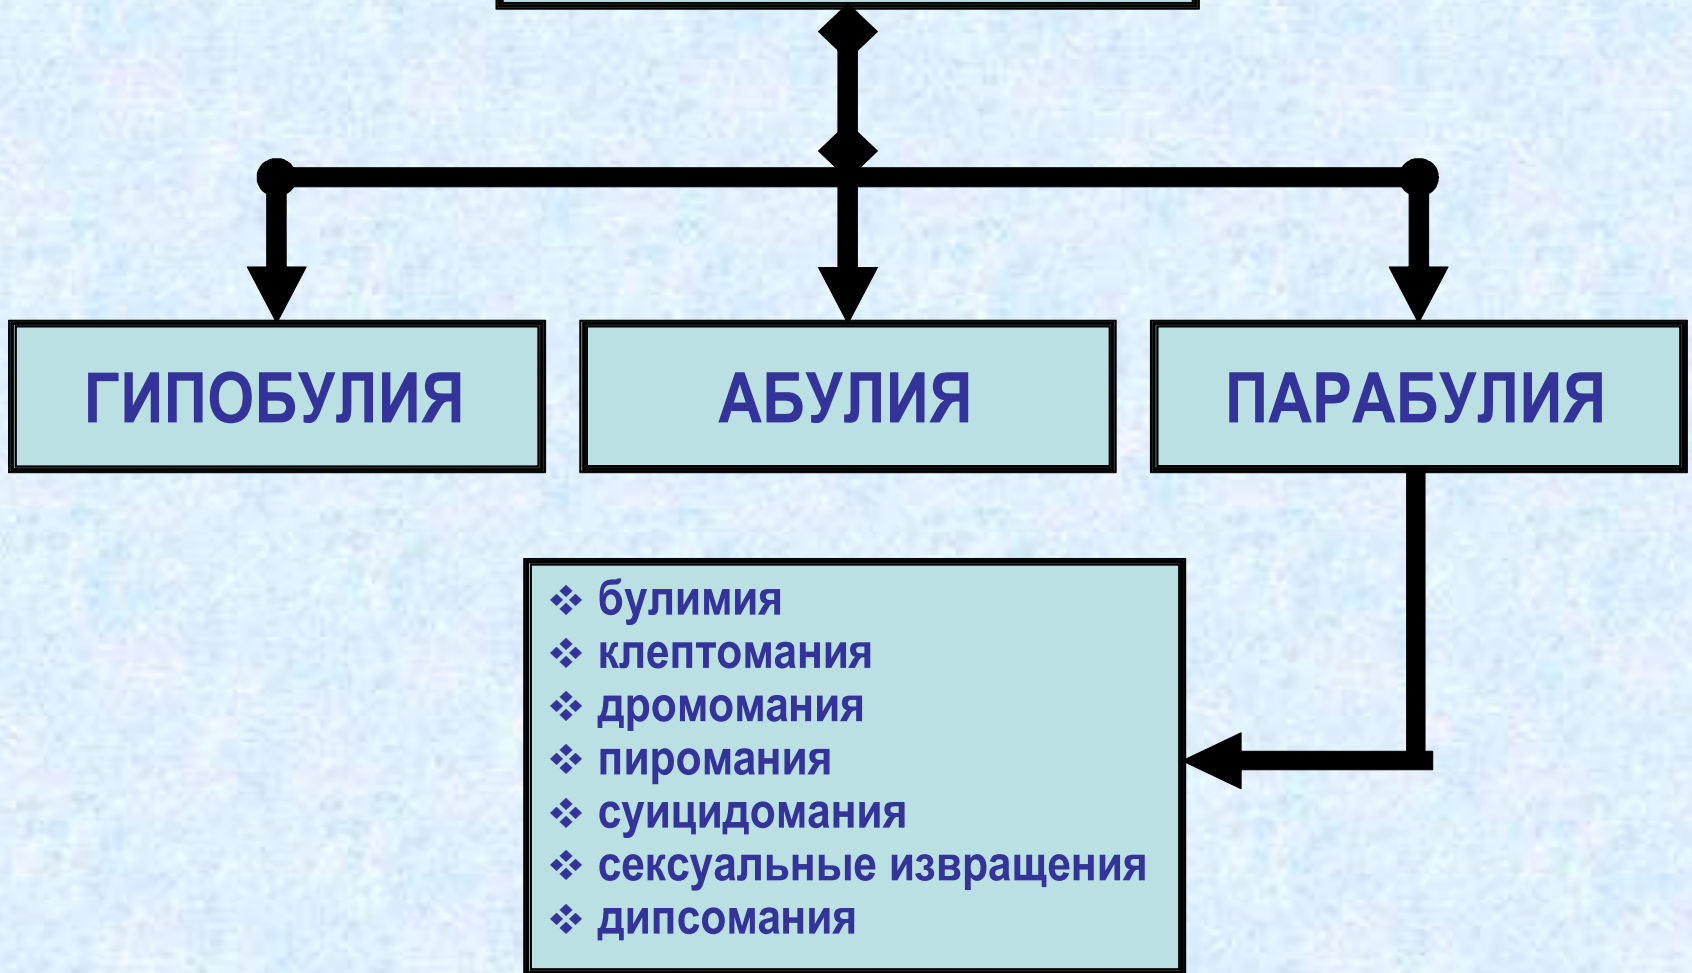 ГИПОБУЛИЯ
АБУЛИЯ
ПАРАБУЛИЯ
булимия
клептомания
дромомания
пиромания
суицидомания
сексуальные извращения
дипсомания